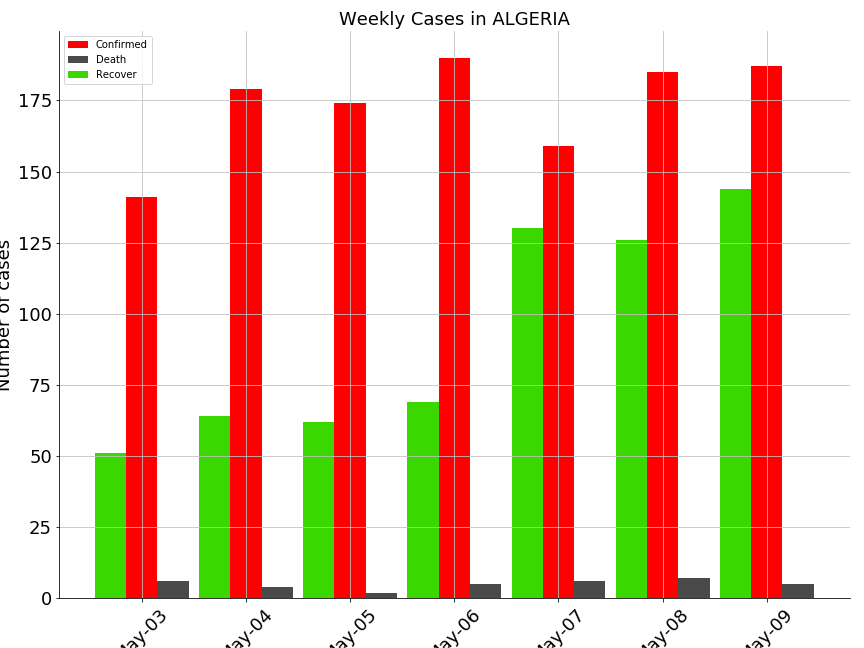 Weekly Cases in ALGERIA
Confirmed
Death
Recover
Number of cases
175
150
125
100
75
50
25
0
May-03
May-04
May-05
May-06
May-07
May-08
May-09